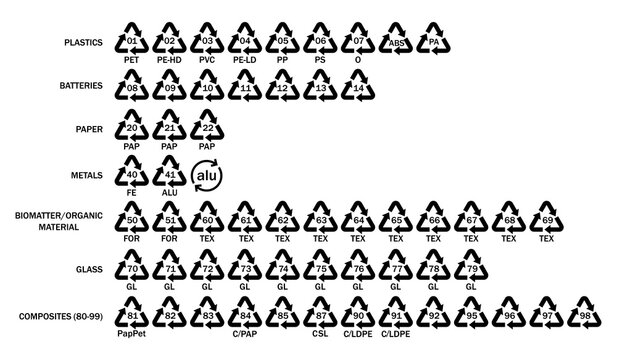 PLASTICS 01 02 03 04 05 06 07 ABS PA
PET PE-HD PVC PE-LD PP PS O
BATTERIES 08 09 10 11 12 13 14
PAPER 20 21 22
PAP PAP PAP
METALS 40 41 alu
FE ALU
BIOMATTER/ORGANIC
MATERIAL 50 51 60 61 62 63 64 65 66 67 68 69
FOR FOR TEX TEX TEX TEX TEX TEX TEX TEX TEX TEX
GLASS 70 71 72 73 74 75 76 77 78 79
GL GL GL GL GL GL GL GL GL GL
COMPOSITES (80-99) 81 82 83 84 85 87 90 91 92 95 96 97 98
PapPet C/PAP CSL C/LDPE C/LDPE